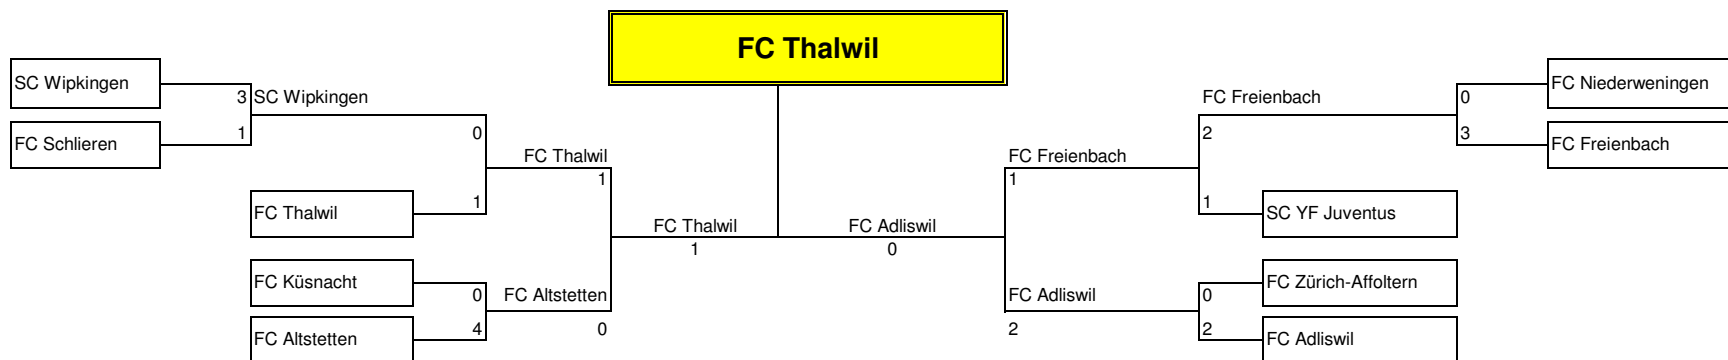 FC Thalwil
SC Wipkingen
3
SC Wipkingen
FC Schlieren
1
0
FC Thalwil
1
FC Thalwil
1
FC Thalwil
1
FC Küsnacht
0
FC Altstetten
FC Altstetten
4
0
FC Adliswil
0
FC Freienbach
0
FC Niederweningen
2
3
FC Freienbach
FC Freienbach
1
1
SC YF Juventus
FC Adliswil
0
FC Zürich-Affoltern
2
2
FC Adliswil